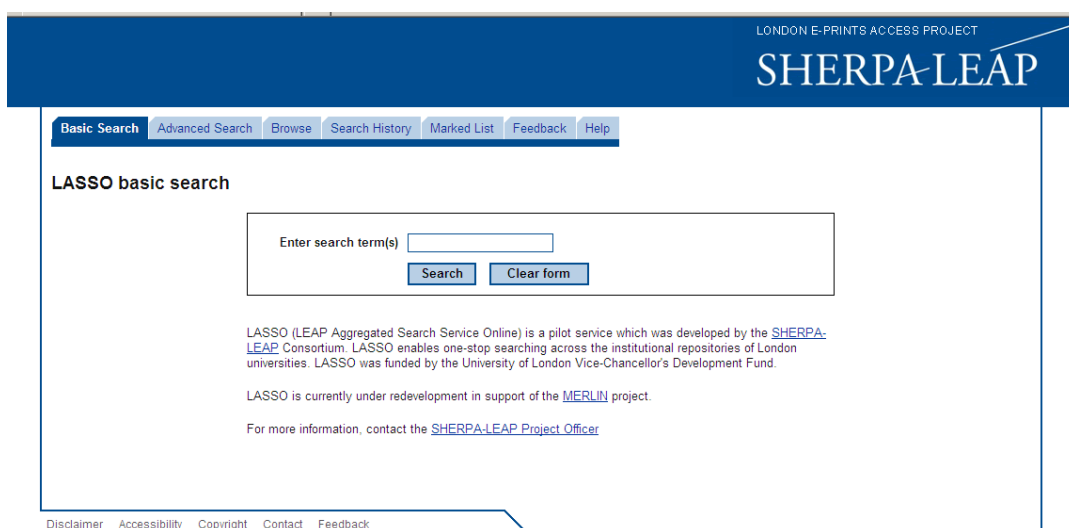 LONDON E-PRINTS ACCESS PROJECT
SHERPA-LEAP
Basic Search Advanced Search Browse Search History Marked List Feedback Help
LASSO basic search
Enter search term(s)
Search Clear form
LASSO (LEAP Aggregated Search Service Online) is a pilot service which was developed by the SHERPA-
LEAP Consortium. LASSO enables one-stop searching across the institutional repositories of London
universities. LASSO was funded by the University of London Vice-Chancellor's Development Fund.
LASSO is currently under redevelopment in support of the MERLIN project.
For more information, contact the SHERPA-LEAP Project Officer
Disclaimer Accessibility Copyright Contact Feedback